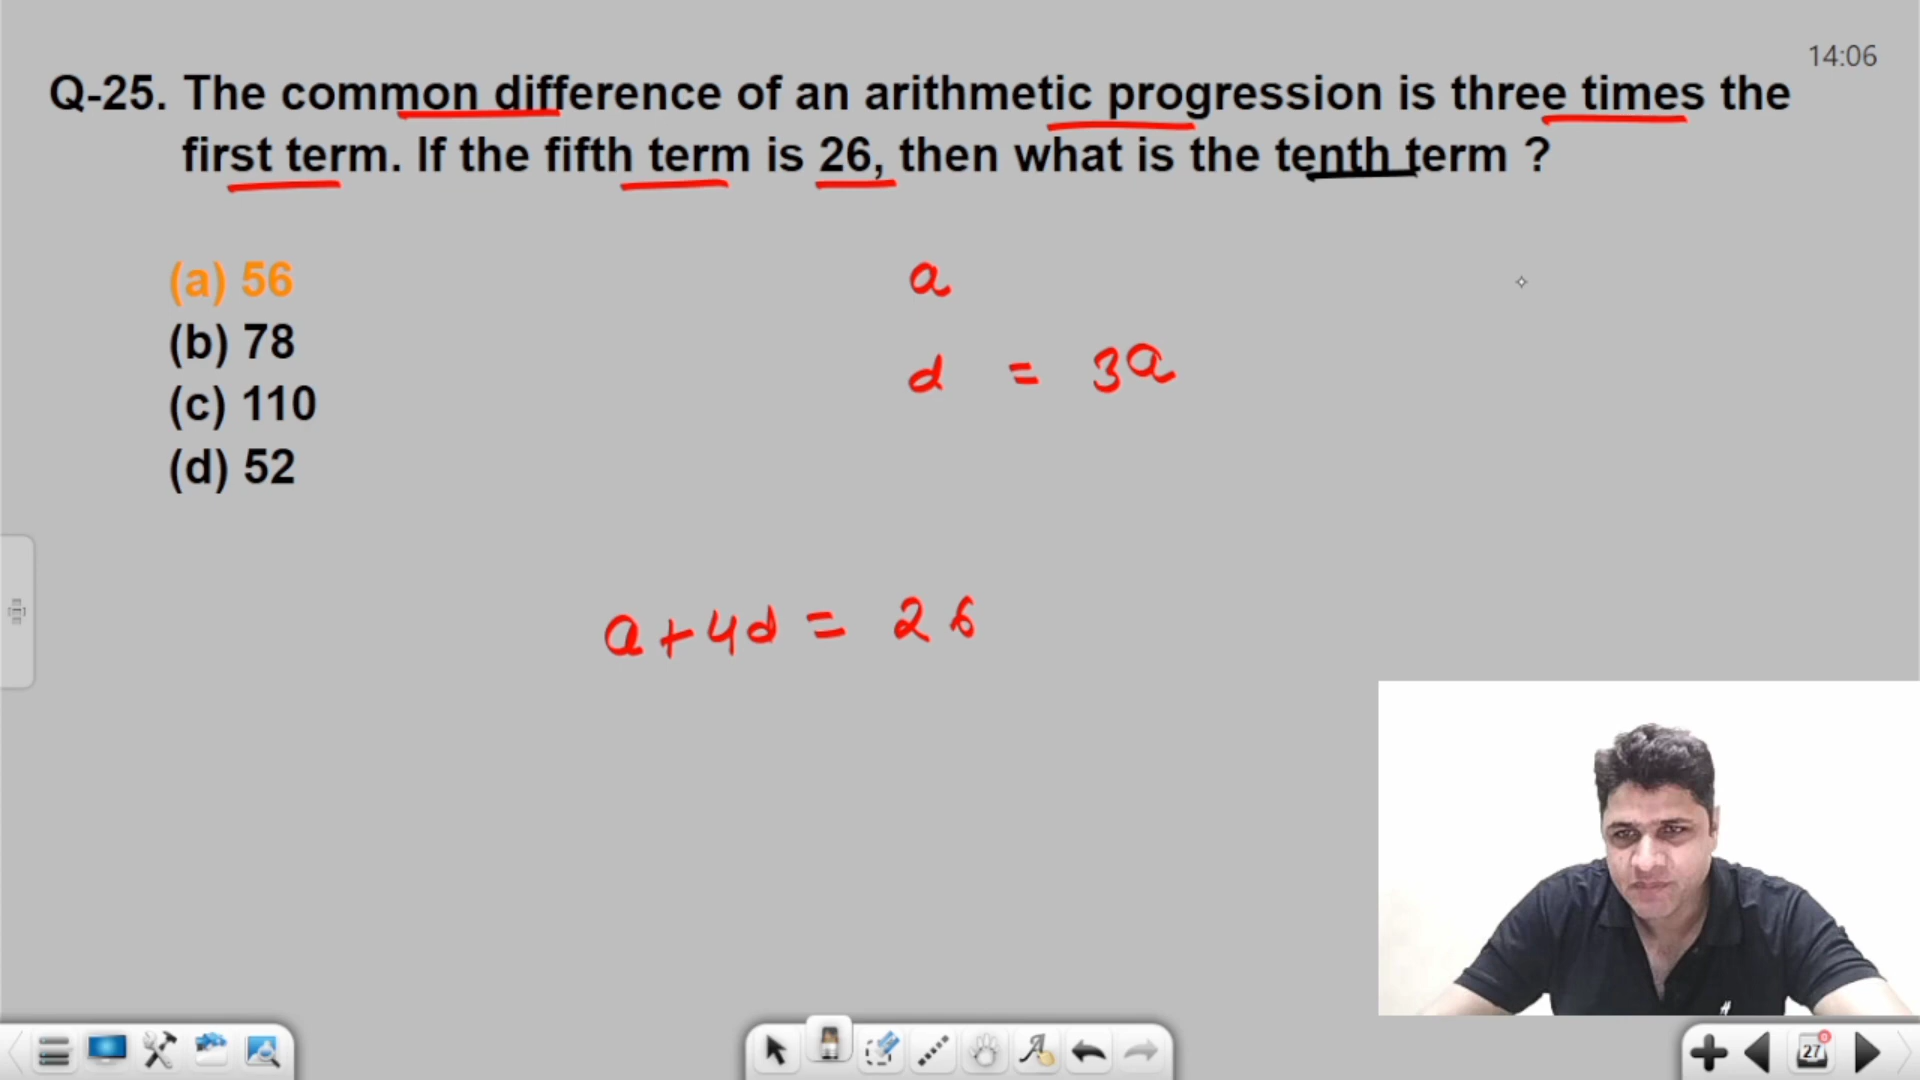 14:06
Q-25. The common difference of an arithmetic progression is three times the
first term. If the fifth term is 26, then what is the tenth term ?
(a) 56
(b) 78
(c) 110
(d) 52
a
d = 3a
a+4d = 26
27